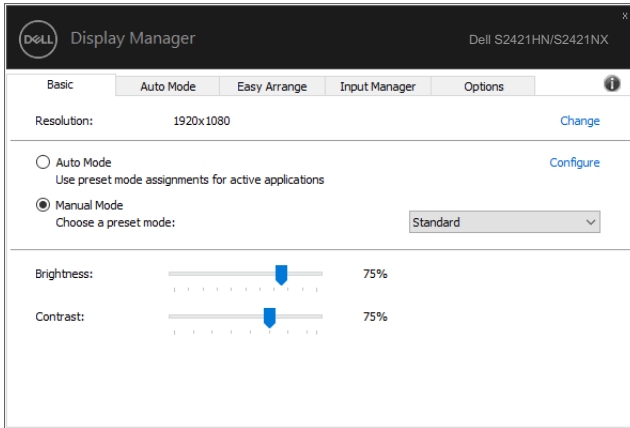 x
DELL Display Manager Dell S2421HN/S2421NX
Basic Auto Mode Easy Arrange Input Manager Options i
Resolution: 1920x1080 Change
Auto Mode Configure
Use preset mode assignments for active applications
Manual Mode
Choose a preset mode: Standard
Brightness: 75%
Contrast: 75%